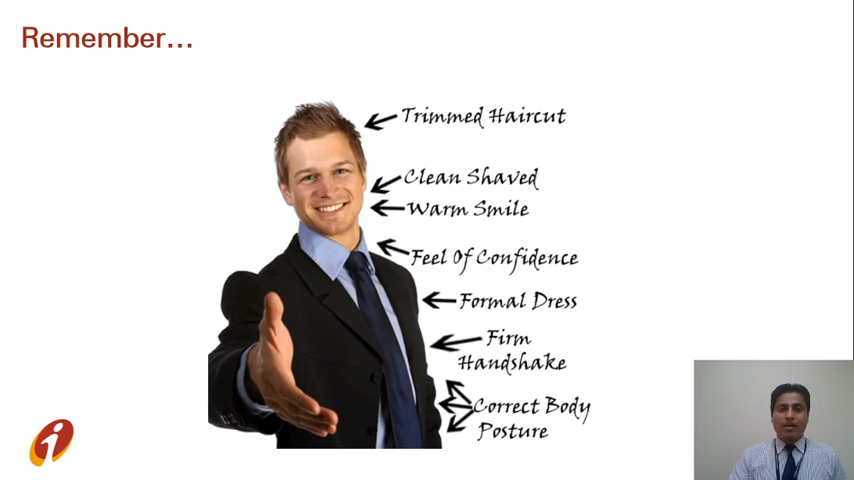 Remember...
Trimmed Haircut
Clean Shaved
Warm Smile
Feel Of Confidence
Formal Dress
Firm
Handshake
Correct Body
Posture